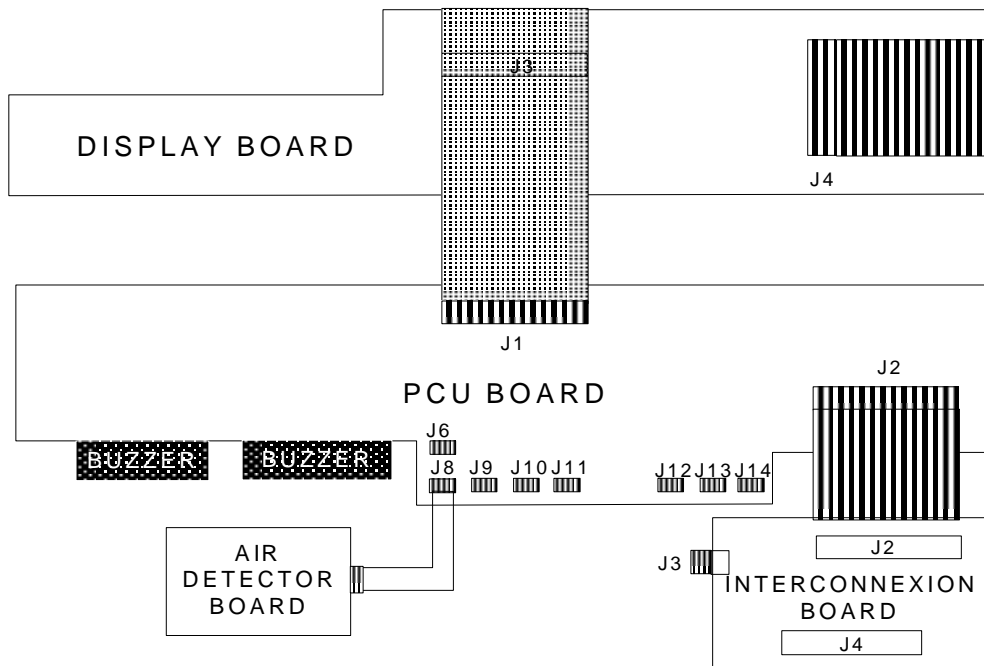 J3
DISPLAY BOARD
J4
J1
J2
PCU BOARD
J6
BUZZER
BUZZER
J8
J9
J10
J11
J12
J13
J14
J2
J3
AIR
DETECTOR
BOARD
INTERCONNEXION
BOARD
J4